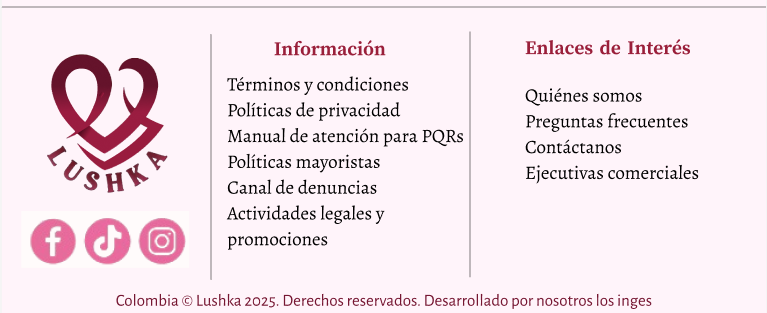 LUSHKA
Información
Términos y condiciones
Políticas de privacidad
Manual de atención para PQRs
Políticas mayoristas
Canal de denuncias
Actividades legales y
promociones
Enlaces de Interés
Quiénes somos
Preguntas frecuentes
Contáctanos
Ejecutivas comerciales
Colombia © Lushka 2025. Derechos reservados. Desarrollado por nosotros los inges